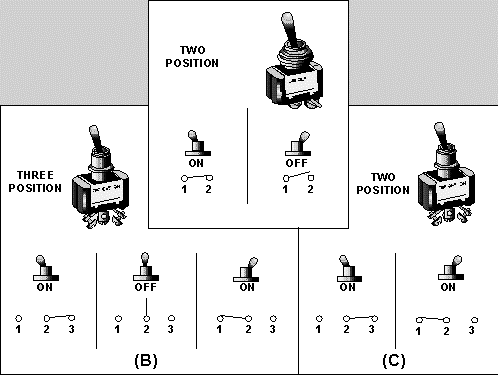 TWO
POSITION
ON
OFF
1 2
1 2
THREE
POSITION
ON
OFF
ON
1 2 3
1 2 3
1 2 3
(B)
TWO
POSITION
ON
ON
1 2 3
1 2 3
(C)